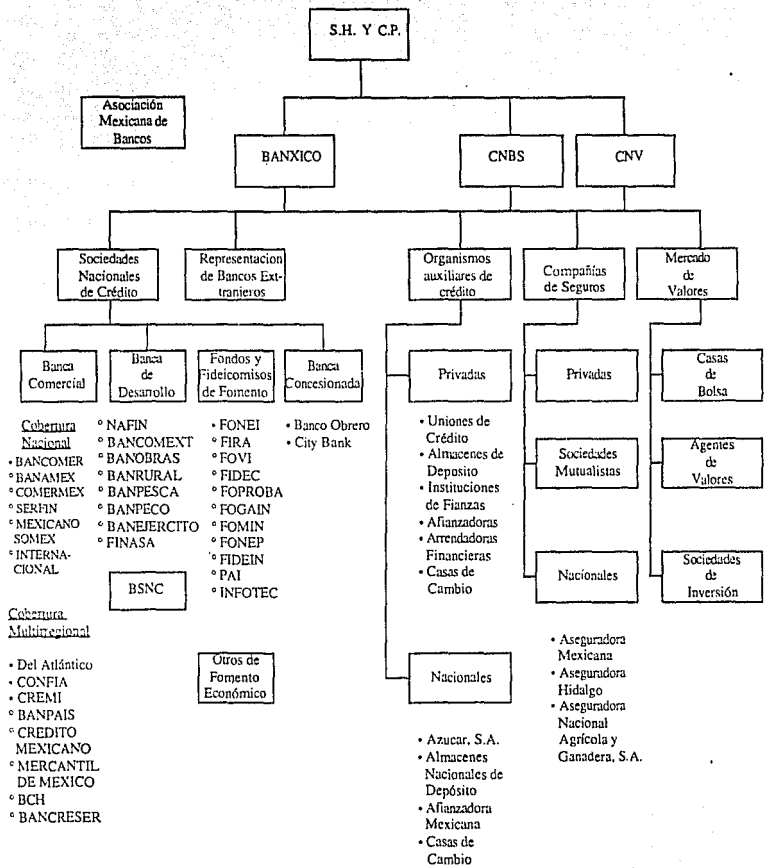 S.H. Y C.P.
Asociación
Mexicana de
Bancos
BANXICO
CNBS
CNV
Sociedades
Nacionales
de Crédito
Representacion
de Bancos Ex-
tranjeros
Organismos
auxiliares de
crédito
Compañías
de Seguros
Mercado
de
Valores
Banca
Comercial
Banca
de
Desarrollo
Fondos y
Fideicomisos
de Fomento
Banca
Concesionada
Privadas
Privadas
Casas
de
Bolsa
Cobertura
Nacional
• BANCOMER
° BANAMEX
° COMERMEX
° SERFIN
° MEXICANO
SOMEX
° INTERNA-
CIONAL
° NAFIN
° BANCOMEXT
° BANOBRAS
° BANRURAL
° BANPESCA
° BANPECO
° BANEJERCITO
° FINASA
BSNC
• FONEI
° FIRA
° FOVI
° FIDEC
° FOPROBA
° FOGAIN
° FOMIN
° FONEP
° FIDEIN
° PAI
° INFOTEC
• Banco Obrero
• City Bank
• Uniones de
Crédito
• Almacenes de
Deposito
• Instituciones
de Fianzas
• Afianzadoras
• Arrendadoras
Financieras
• Casas de
Cambio
Sociedades
Mutualistas
Agentes
de
Valores
Nacionales
Sociedades
de
Inversión
Cobertura
Multirregional
• Del Atlántico
• CONFIA
• CREMI
° BANPAIS
° CREDITO
MEXICANO
° MERCANTIL
DE MEXICO
° BCH
° BANCRESER
Otros de
Fomento
Económico
Nacionales
• Azucar, S.A.
• Almacenes
Nacionales de
Depósito
• Afianzadora
Mexicana
• Casas de
Cambio
• Aseguradora
Mexicana
• Aseguradora
Hidalgo
• Aseguradora
Nacional
Agrícola y
Ganadera, S.A.